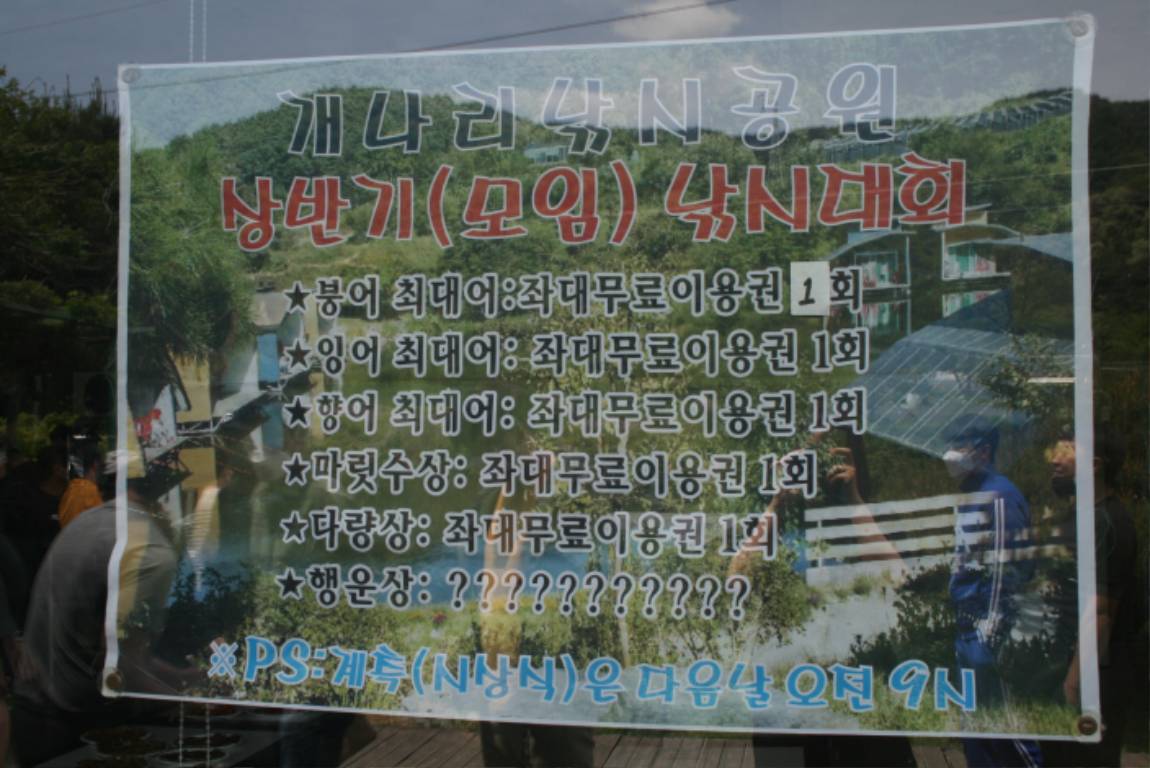 개나리낚시공원
상반기(모임) 낚시대회
★붕어 최대어:좌대무료이용권 1회
★잉어 최대어: 좌대무료이용권 1회
★향어 최대어: 좌대무료이용권 1회
★마릿수상: 좌대무료이용권 1회
★다량상: 좌대무료이용권 1회
★행운상: ???????????
※PS:계측(시상식)은 다음날 오전 9시